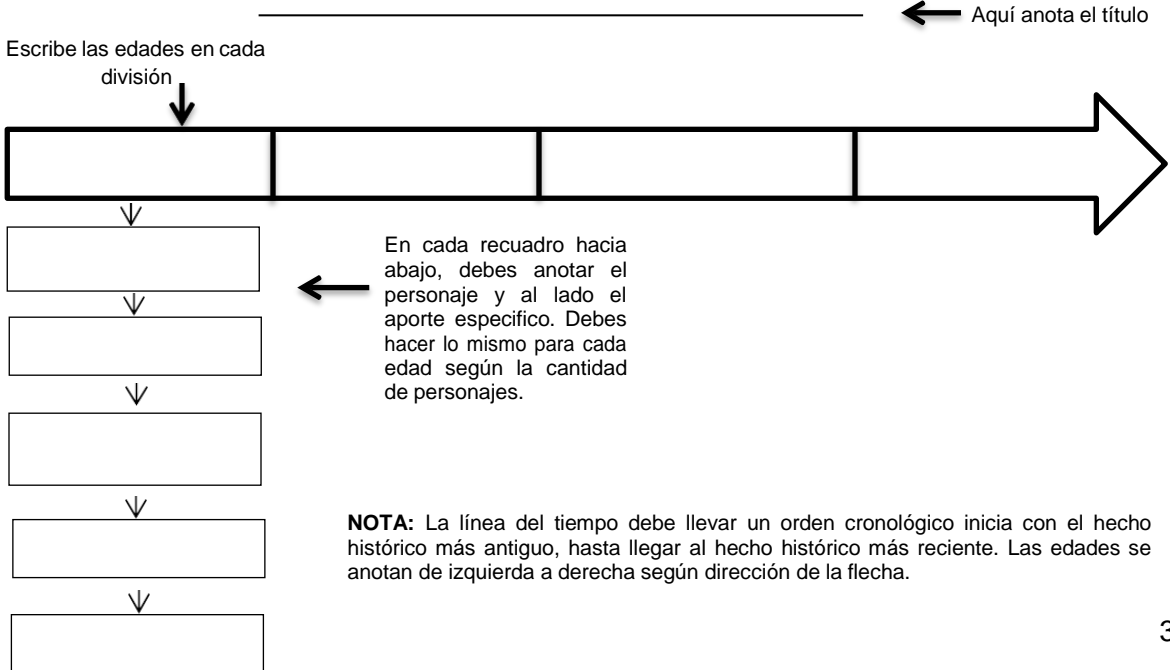 Aquí anota el título
Escribe las edades en cada
división
En cada recuadro hacia
abajo, debes anotar el
personaje y al lado el
aporte especifico. Debes
hacer lo mismo para cada
edad según la cantidad
de personajes.
NOTA: La línea del tiempo debe llevar un orden cronológico inicia con el hecho
histórico más antiguo, hasta llegar al hecho histórico más reciente. Las edades se
anotan de izquierda a derecha según dirección de la flecha.
3